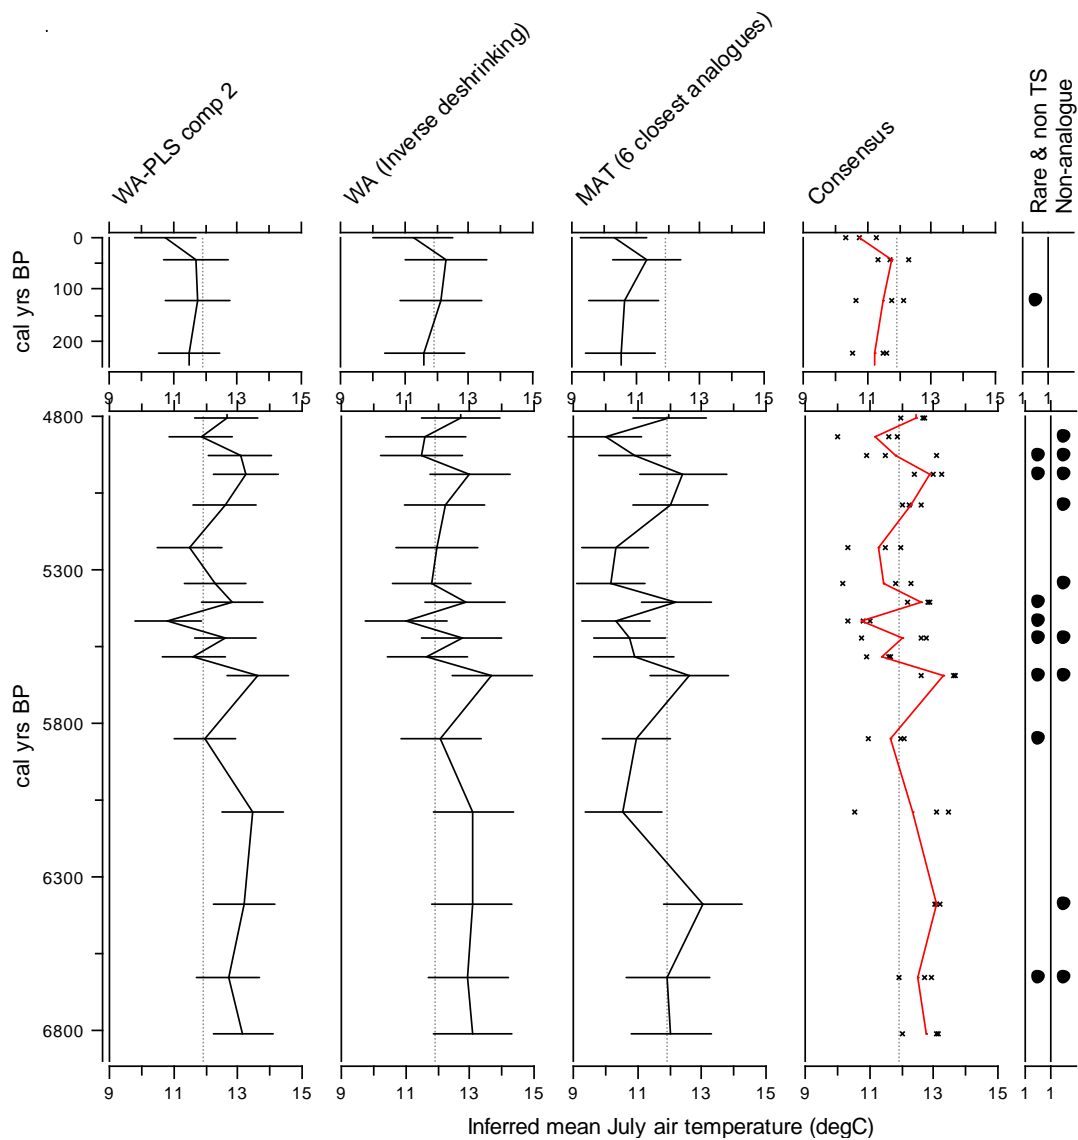 WA-PLS comp 2
WA (Inverse deshrinking)
MAT (6 closest analogues)
Consensus
Rare & non TS
Non-analogue
cal yrs BP
0
100
200
9 11 13 15 9 11 13 15 9 11 13 15 9 11 13 15 1 1
cal yrs BP
4800
5300
5800
6300
6800
9 11 13 15 9 11 13 15 9 11 13 15 9 11 13 15 1 1
Inferred mean July air temperature (degC)